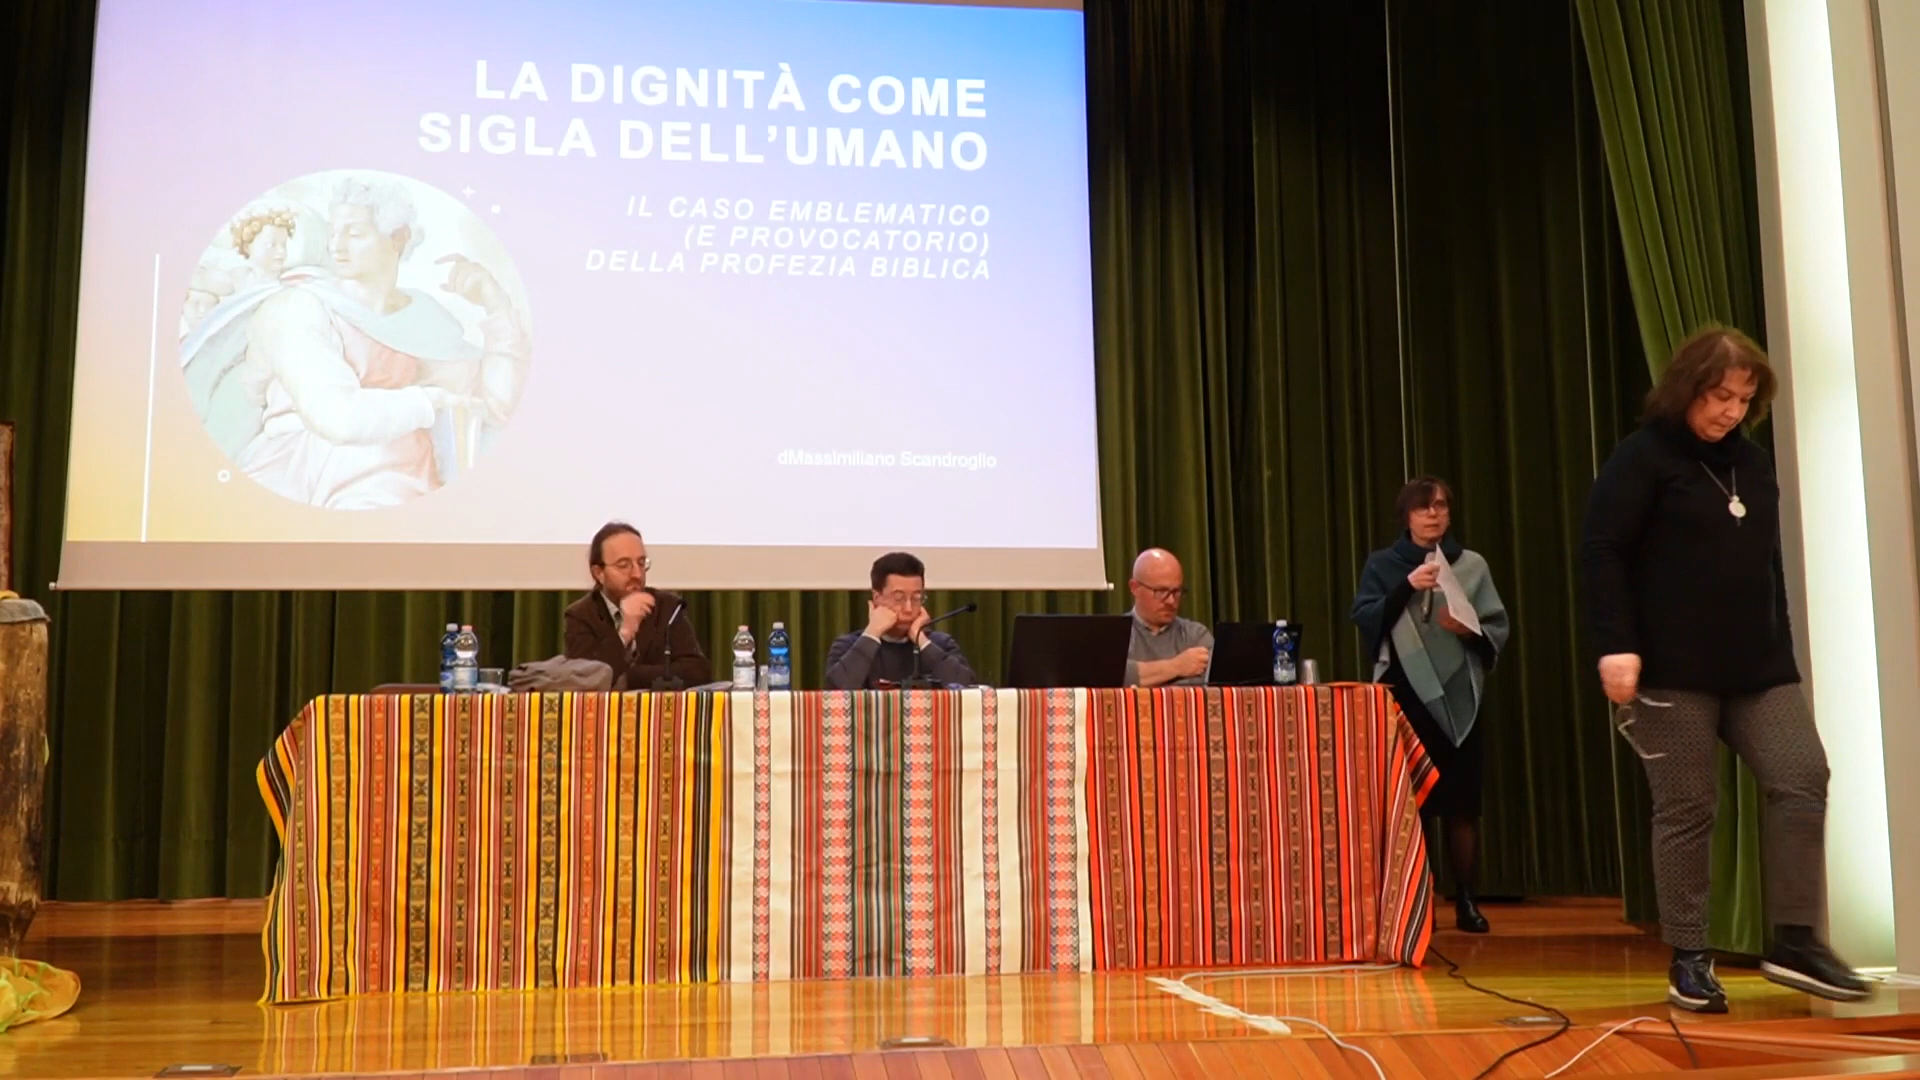 LA DIGNITÀ COME
SIGLA DELL'UMANO
IL CASO EMBLEMATICO
(E PROVOCATORIO)
DELLA PROFEZIA BIBLICA
dMassimiliano Scandroglio